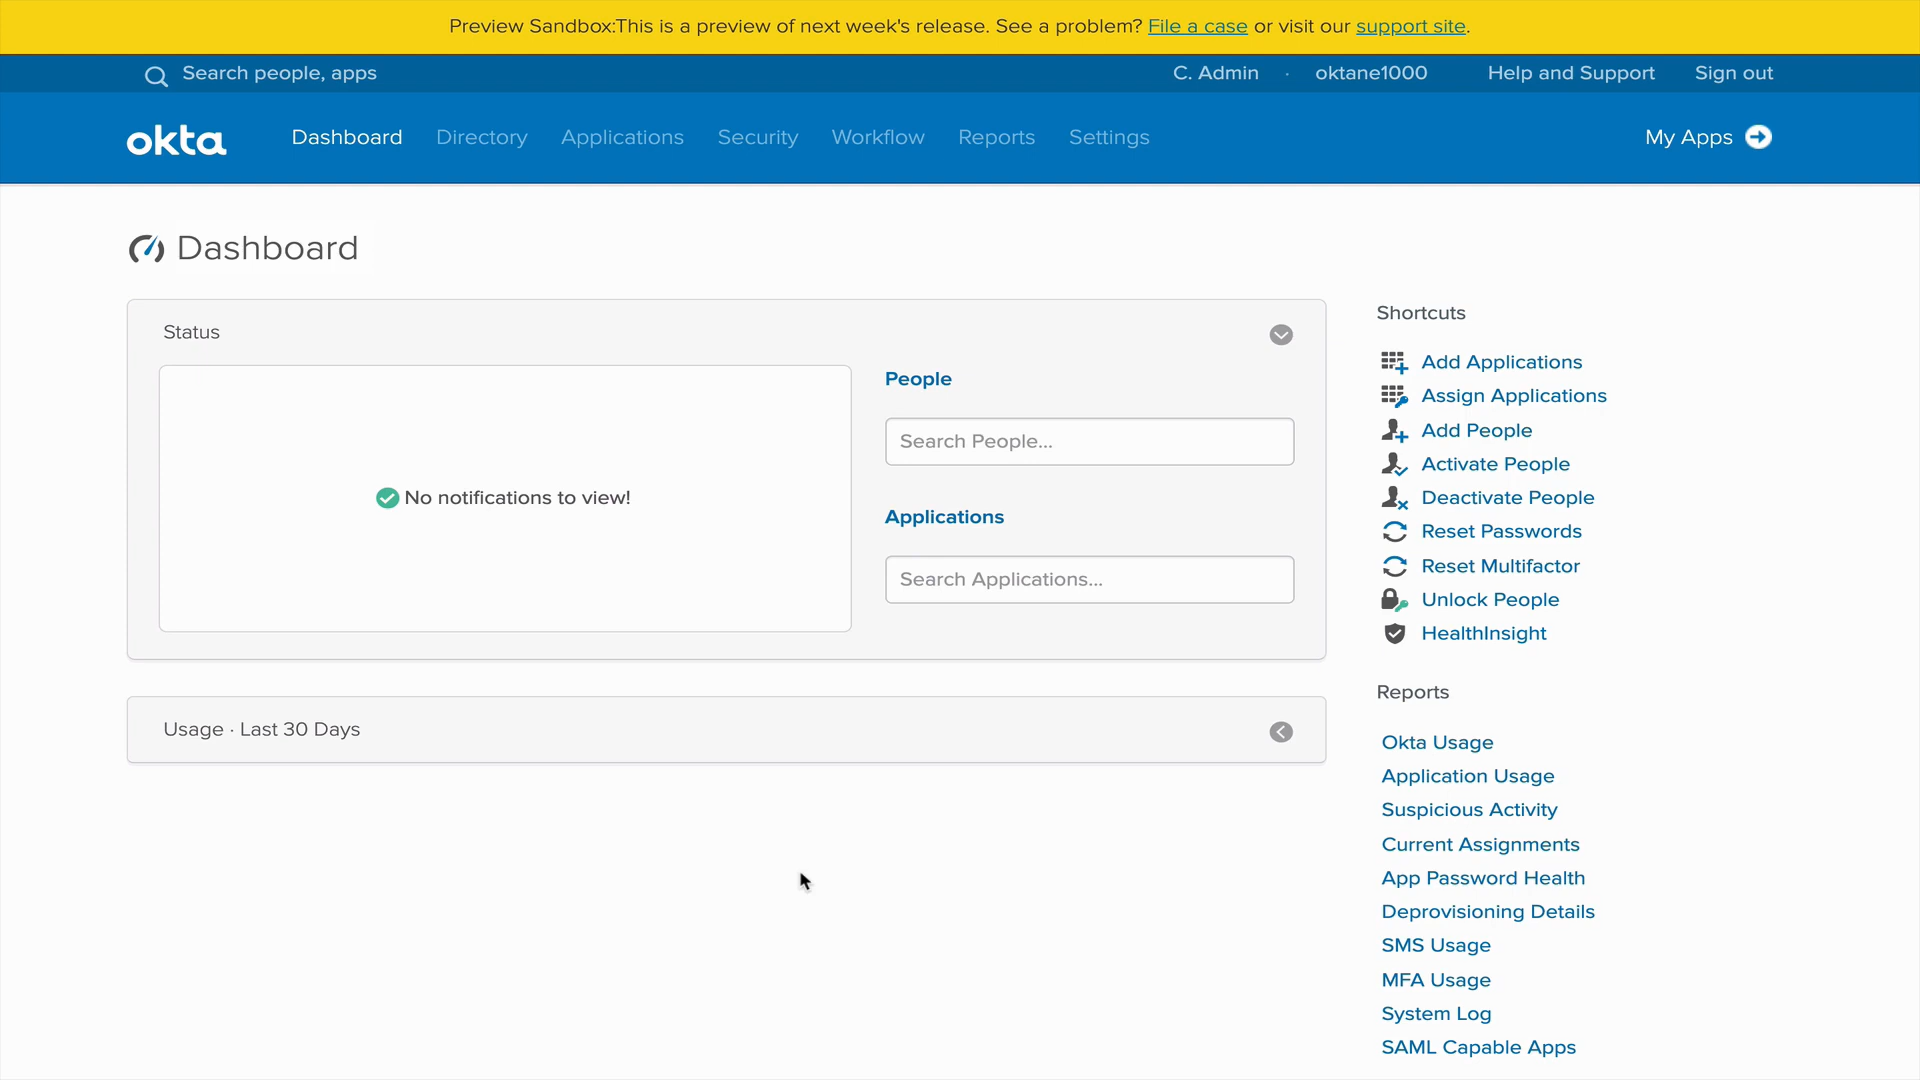 Preview Sandbox:This is a preview of next week's release. See a problem? File a case or visit our support site.
Search people, apps
C. Admin · oktane1000 Help and Support Sign out
okta Dashboard Directory Applications Security Workflow Reports Settings My Apps
Dashboard
Status
No notifications to view!
People
Search People...
Applications
Search Applications...
Usage · Last 30 Days
Shortcuts
Add Applications
Assign Applications
Add People
Activate People
Deactivate People
Reset Passwords
Reset Multifactor
Unlock People
HealthInsight
Reports
Okta Usage
Application Usage
Suspicious Activity
Current Assignments
App Password Health
Deprovisioning Details
SMS Usage
MFA Usage
System Log
SAML Capable Apps